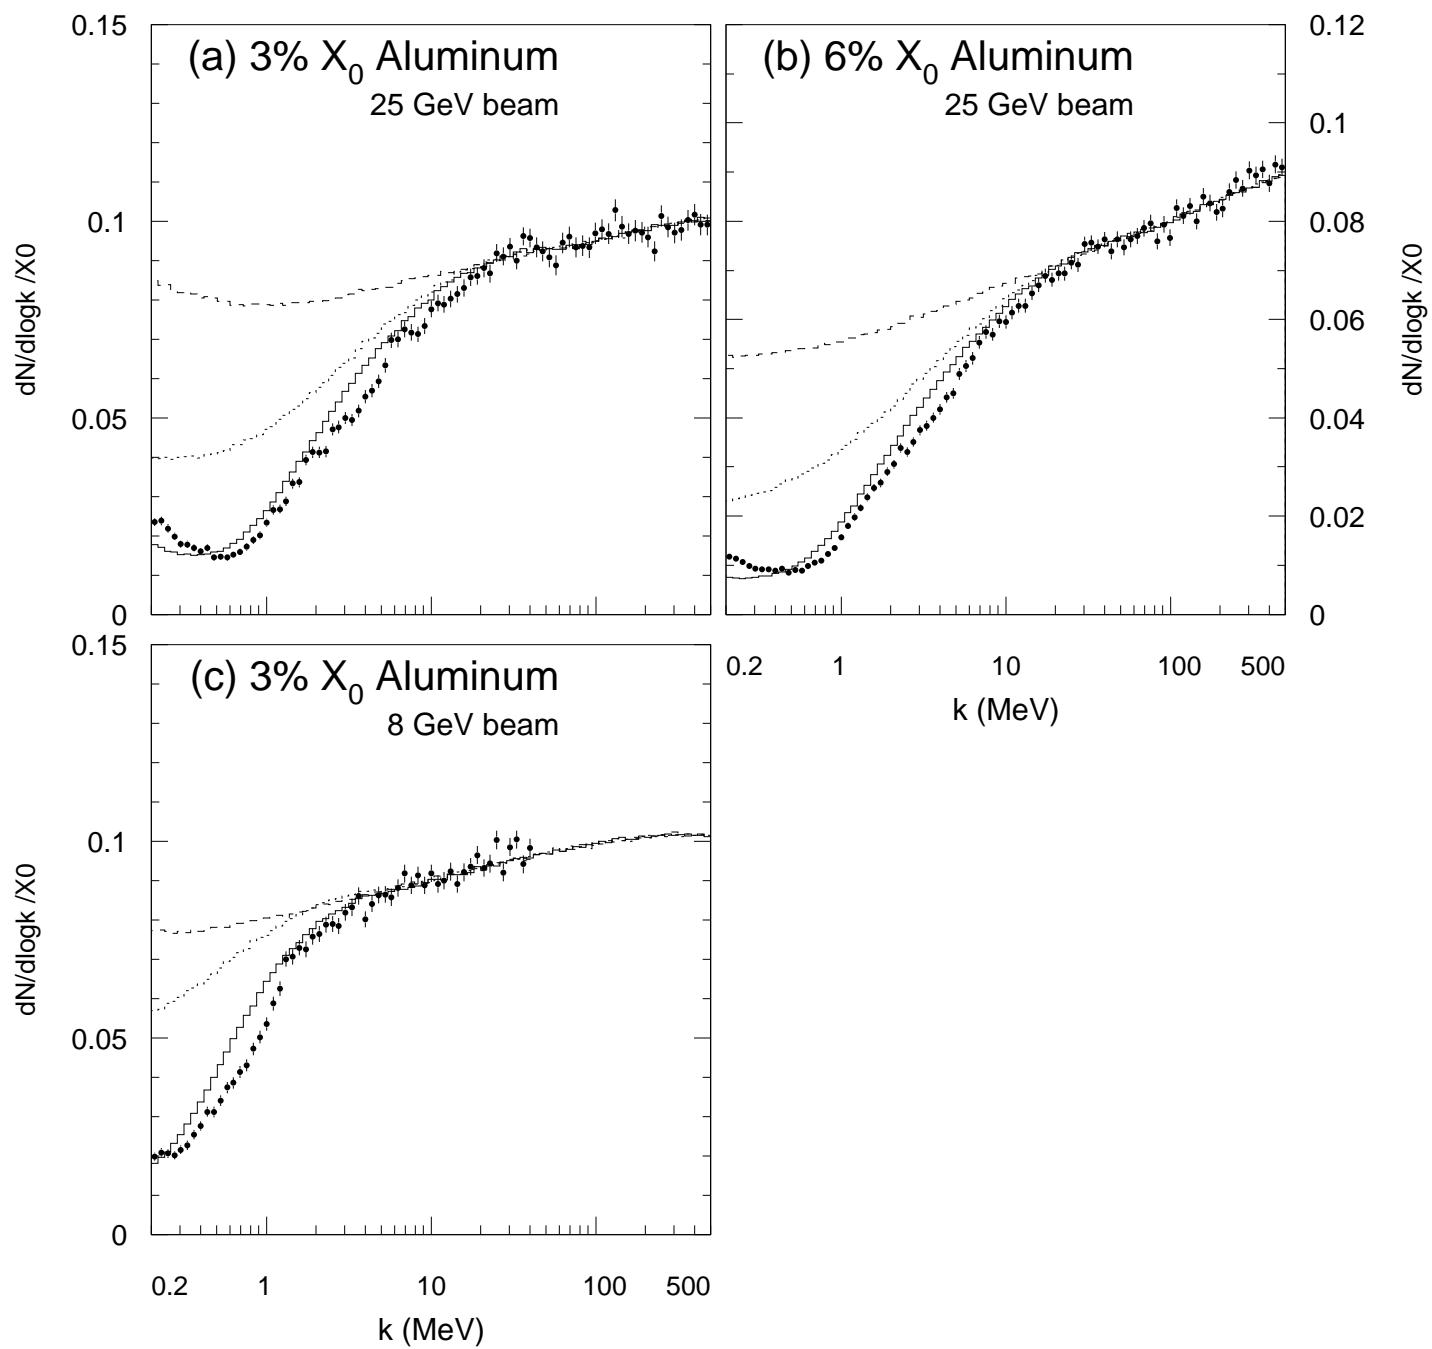 0.15
(a) 3% X0 Aluminum
25 GeV beam
0.1
0.05
0
dN/dlogk /X0
(b) 6% X0 Aluminum
25 GeV beam
0.12
0.1
0.08
0.06
0.04
0.02
0
dN/dlogk /X0
0.2 1 10 100 500
k (MeV)
0.15
(c) 3% X0 Aluminum
8 GeV beam
0.1
0.05
0
dN/dlogk /X0
0.2 1 10 100 500
k (MeV)